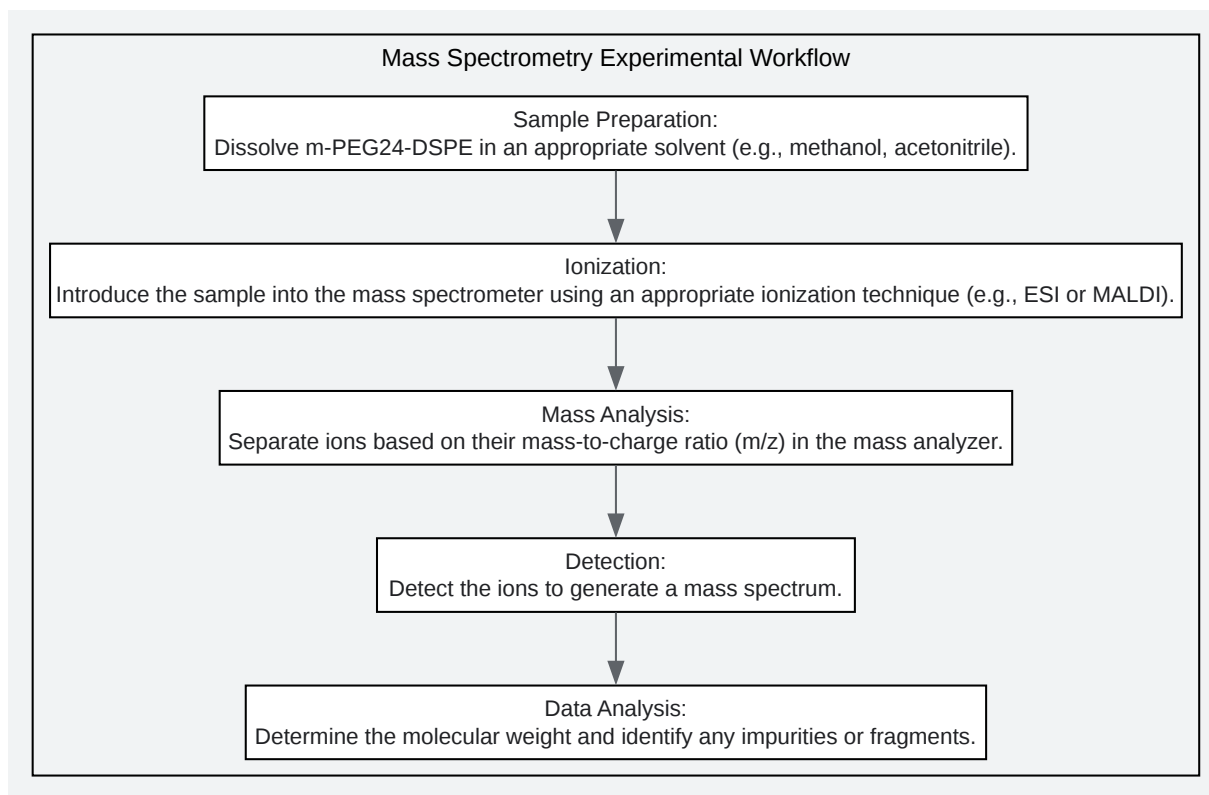 Mass Spectrometry Experimental Workflow
Sample Preparation:
Dissolve m-PEG24-DSPE in an appropriate solvent (e.g., methanol, acetonitrile).
Ionization:
Introduce the sample into the mass spectrometer using an appropriate ionization technique (e.g., ESI or MALDI).
Mass Analysis:
Separate ions based on their mass-to-charge ratio (m/z) in the mass analyzer.
Detection:
Detect the ions to generate a mass spectrum.
Data Analysis:
Determine the molecular weight and identify any impurities or fragments.